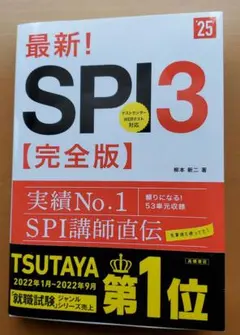 '25
最新!
SPI3
テストセンター
WEBテスト
対応
【完全版】
柳本 新二 著
実績No.1
SPI講師直伝
頼りになる!
53単元収録
TSUTAYA
2022年1月~2022年9月
「就職試験」ジャンル
シリーズ売上
第1位
高橋書店